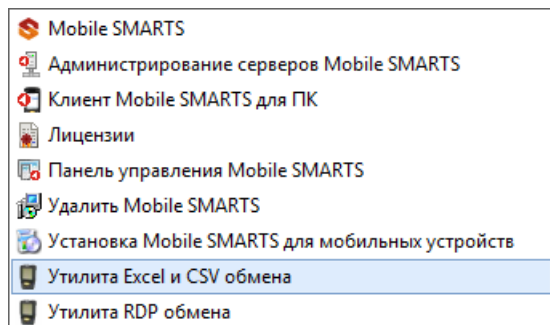 Mobile SMARTS
Администрирование серверов Mobile SMARTS
Клиент Mobile SMARTS для ПК
Лицензии
Панель управления Mobile SMARTS
Удалить Mobile SMARTS
Установка Mobile SMARTS для мобильных устройств
Утилита Excel и CSV обмена
Утилита RDP обмена